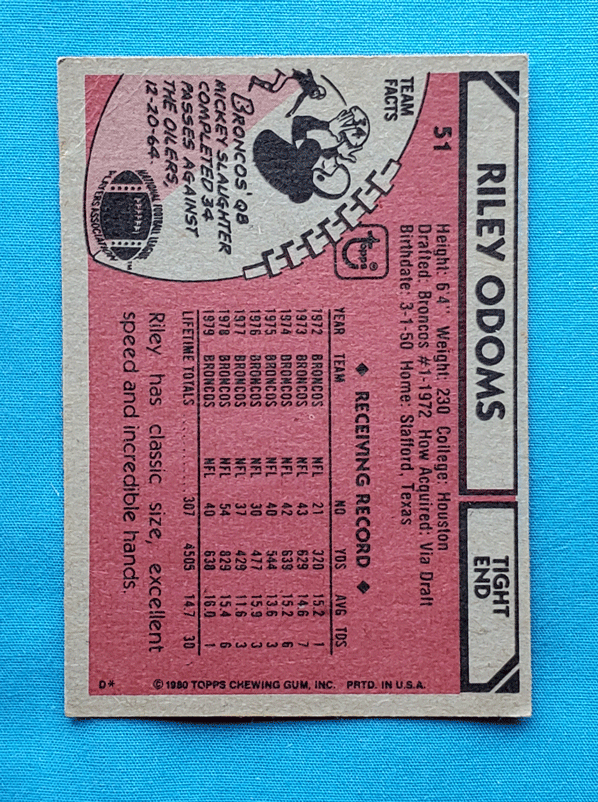 RILEY ODOMS
TIGHT
END
51
Height: 6'4" Weight: 230 College: Houston
Drafted: Broncos #1-1972 How Acquired: Via Draft
Birthdate: 3-1-50 Home: Stafford, Texas
TEAM
FACTS
BRONCOS' QB
MICKEY SLAUGHTER
COMPLETED 34
PASSES AGAINST
THE OILERS,
12-20-64.
NATIONAL FOOTBALL LEAGUE
PLAYERS ASSOCIATION
TOPPS
RECEIVING RECORD
YEAR TEAM NO YDS AVG TDS
1972 BRONCOS NFL 21 320 15.2 1
1973 BRONCOS NFL 43 629 14.6 7
1974 BRONCOS NFL 42 639 15.2 6
1975 BRONCOS NFL 40 544 13.6 3
1976 BRONCOS NFL 30 477 15.9 3
1977 BRONCOS NFL 37 429 11.6 3
1978 BRONCOS NFL 54 829 15.4 6
1979 BRONCOS NFL 40 638 16.0 1
LIFETIME TOTALS 307 4505 14.7 30
Riley has classic size, excellent
speed and incredible hands.
D* © 1980 TOPPS CHEWING GUM, INC. PRTD. IN U.S.A.